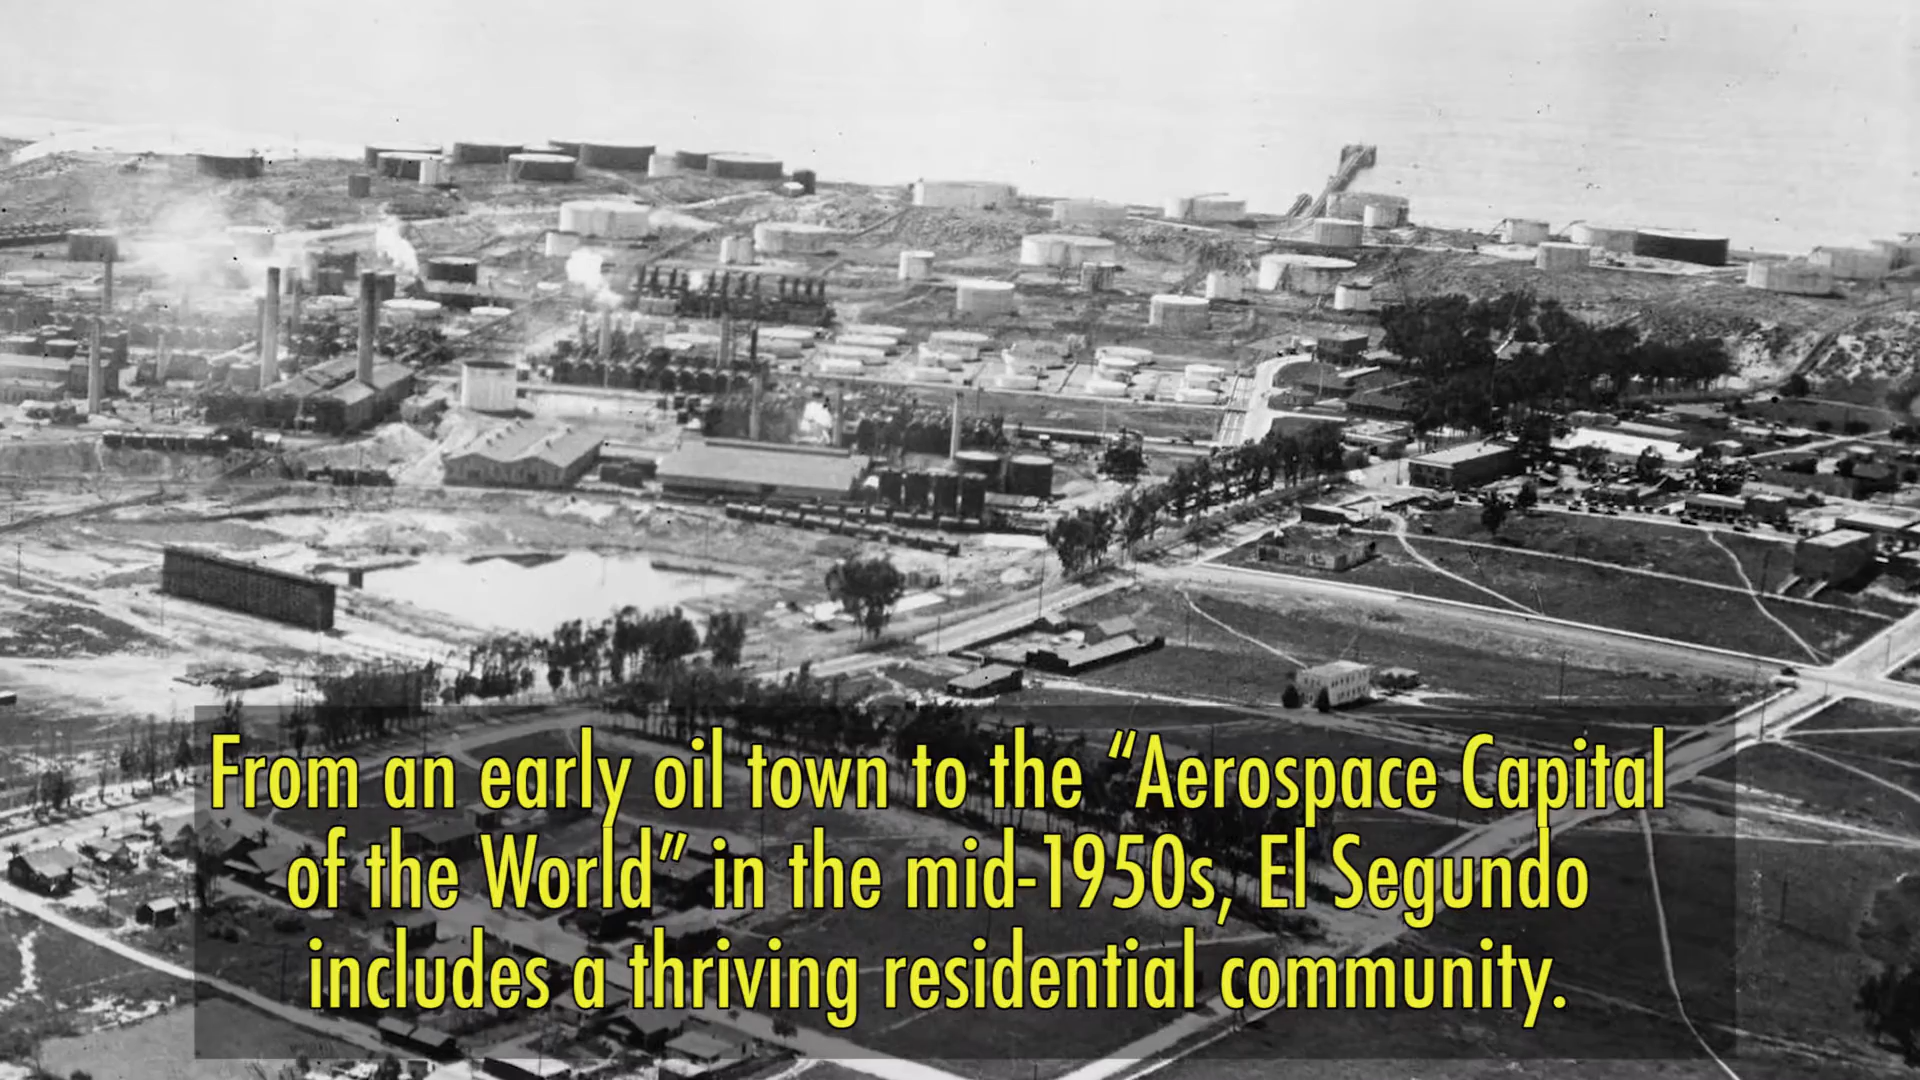 From an early oil town to the “Aerospace Capital
of the World” in the mid-1950s, El Segundo
includes a thriving residential community.